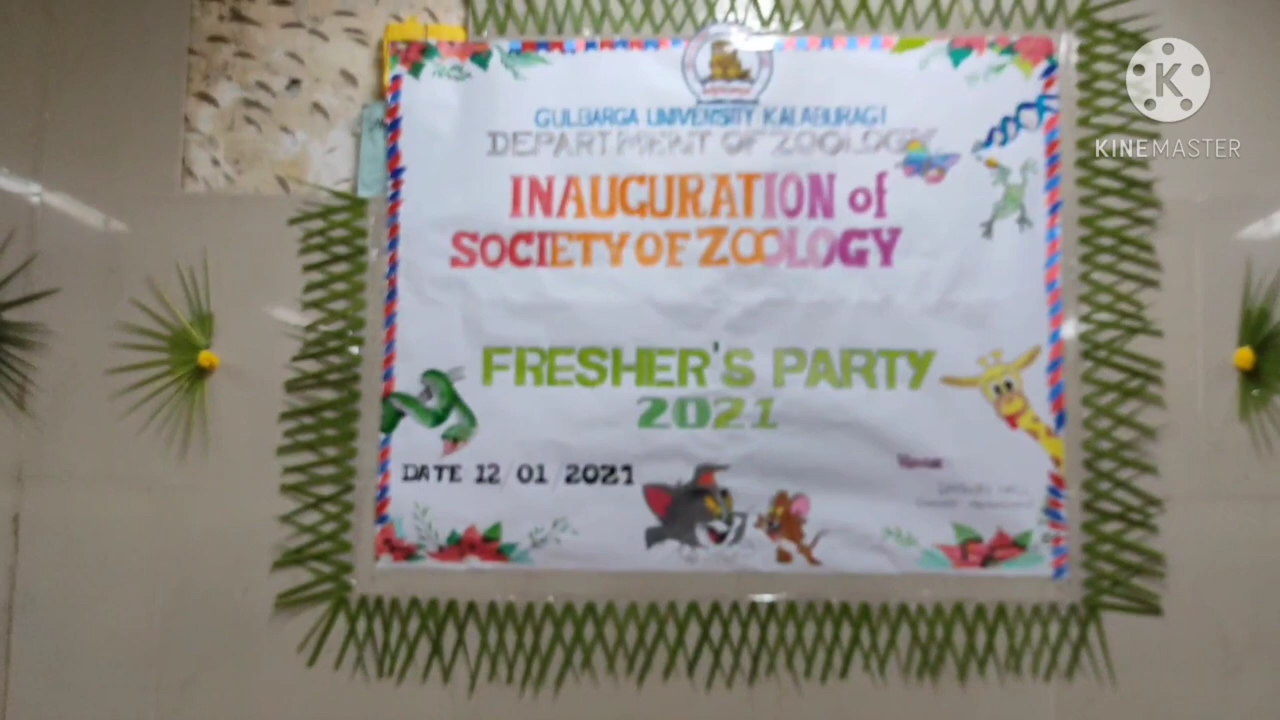 GULBARGA UNIVERSITY KALABURAGI
DEPARTMENT OF ZOOLOGY
INAUGURATION of
SOCIETY OF ZOOLOGY
FRESHER'S PARTY
2021
DATE 12/01/2021
K
KINEMASTER